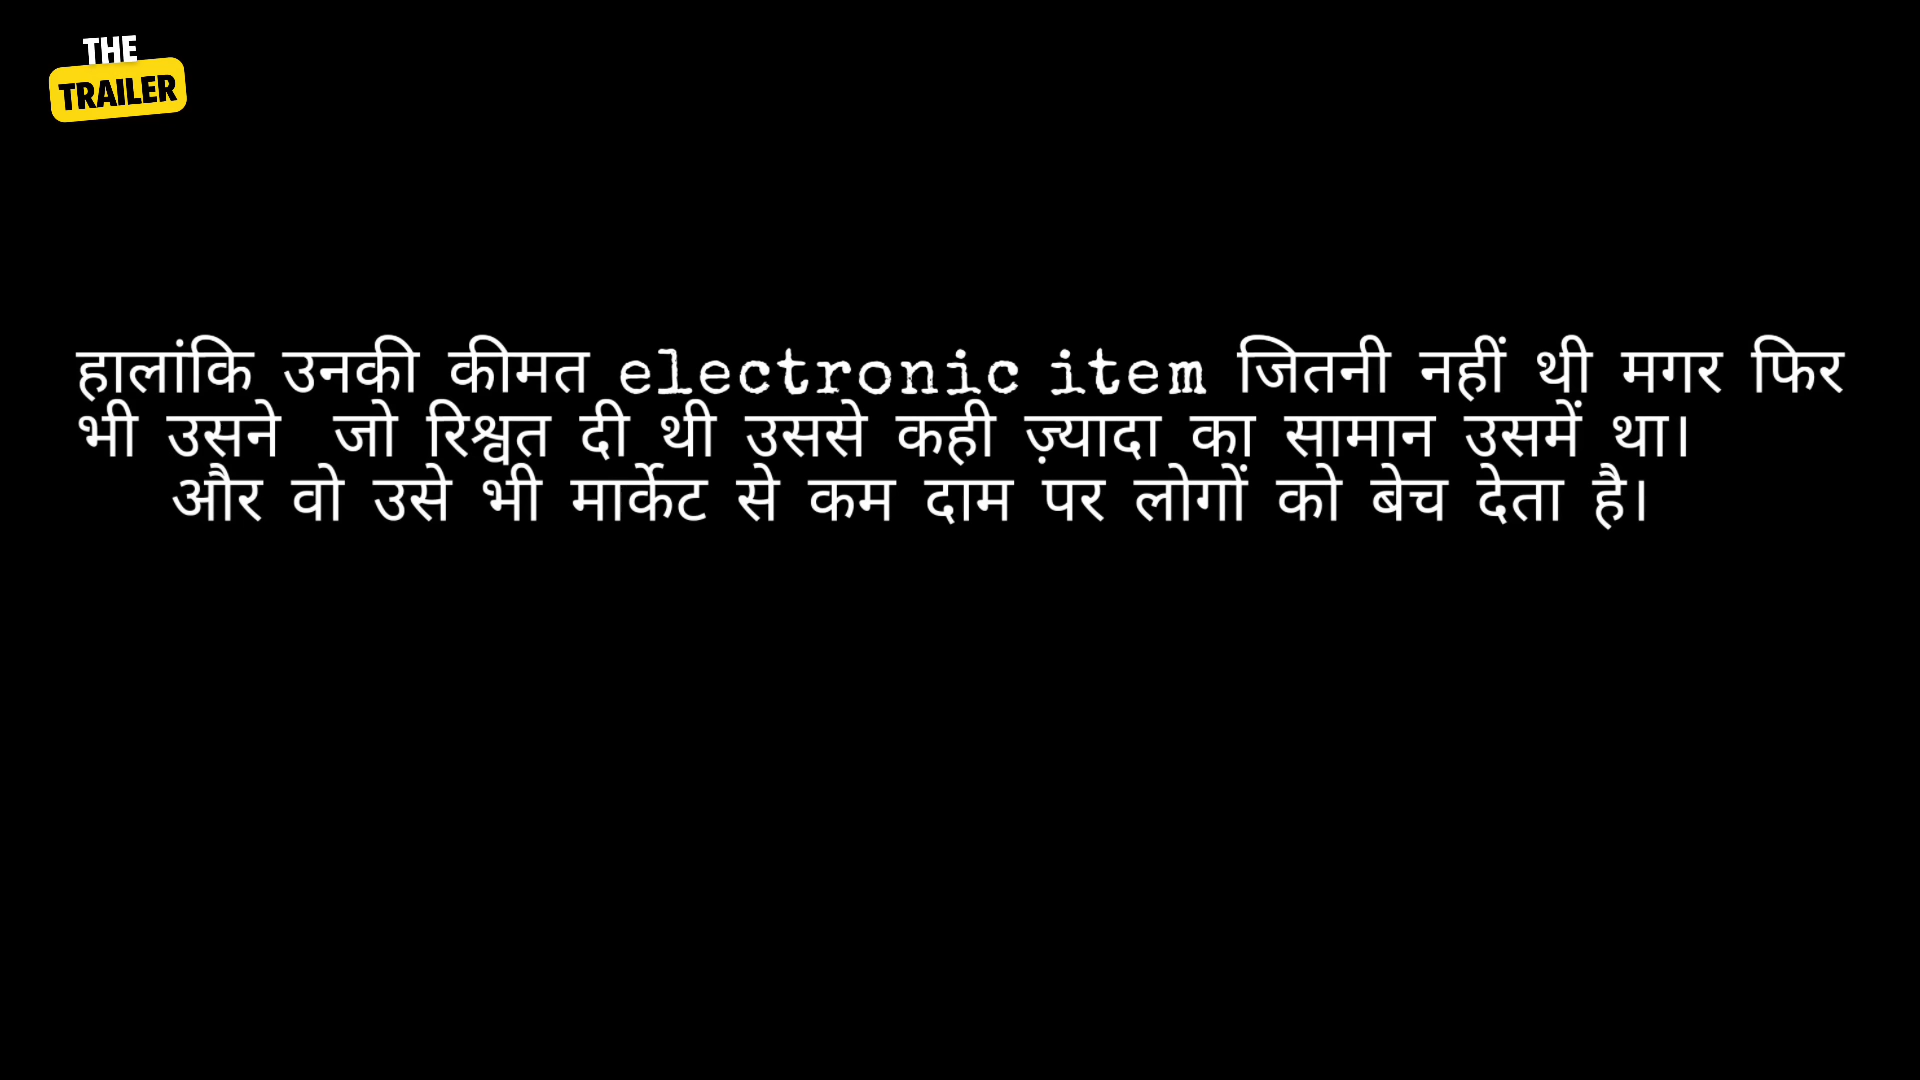 THE
TRAILER
हालांकि उनकी कीमत electronic item जितनी नहीं थी मगर फिर
भी उसने जो रिश्वत दी थी उससे कही ज़्यादा का सामान उसमें था।
और वो उसे भी मार्केट से कम दाम पर लोगों को बेच देता है।